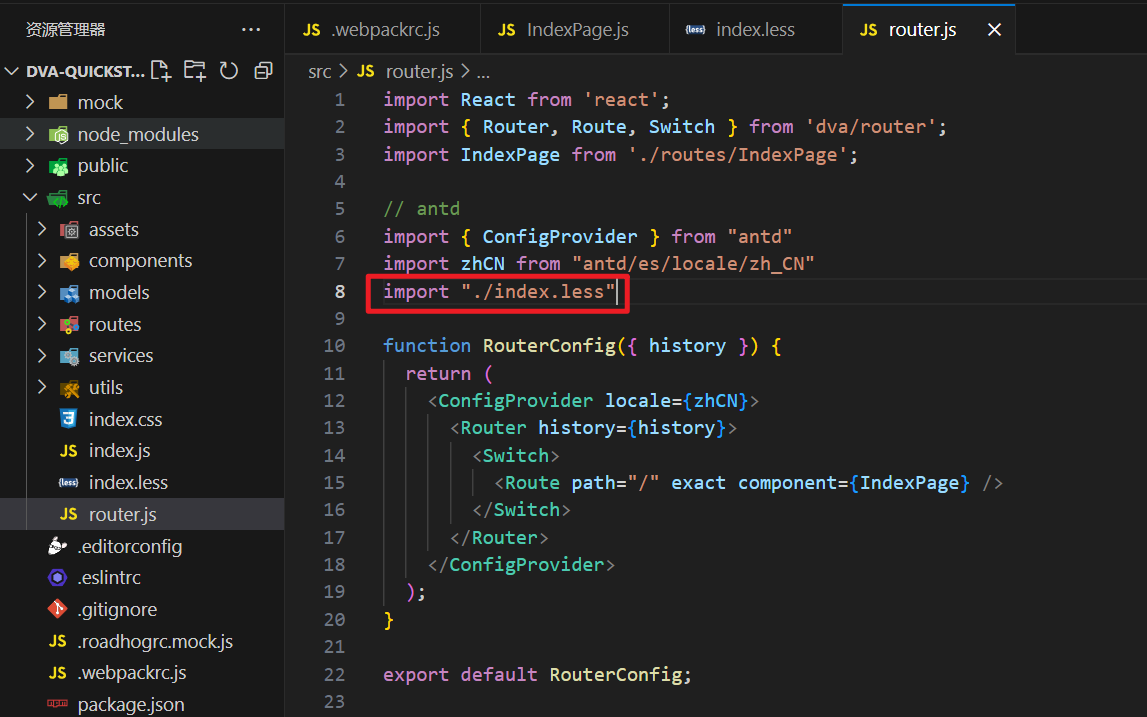 资源管理器 ...
DVA-QUICKST...
mock
node_modules
public
src
assets
components
models
routes
services
utils
index.css
JS index.js
{less} index.less
JS router.js
.editorconfig
.eslintrc
.gitignore
JS .roadhogrc.mock.js
JS .webpackrc.js
package.json
JS .webpackrc.js
JS IndexPage.js
{less} index.less
JS router.js
src > JS router.js > ...
1 import React from 'react';
2 import { Router, Route, Switch } from 'dva/router';
3 import IndexPage from './routes/IndexPage';
4
5 // antd
6 import { ConfigProvider } from "antd"
7 import zhCN from "antd/es/locale/zh_CN"
8 import "./index.less"
9
10 function RouterConfig({ history }) {
11 return (
12 <ConfigProvider locale={zhCN}>
13 <Router history={history}>
14 <Switch>
15 <Route path="/" exact component={IndexPage} />
16 </Switch>
17 </Router>
18 </ConfigProvider>
19 );
20 }
21
22 export default RouterConfig;
23